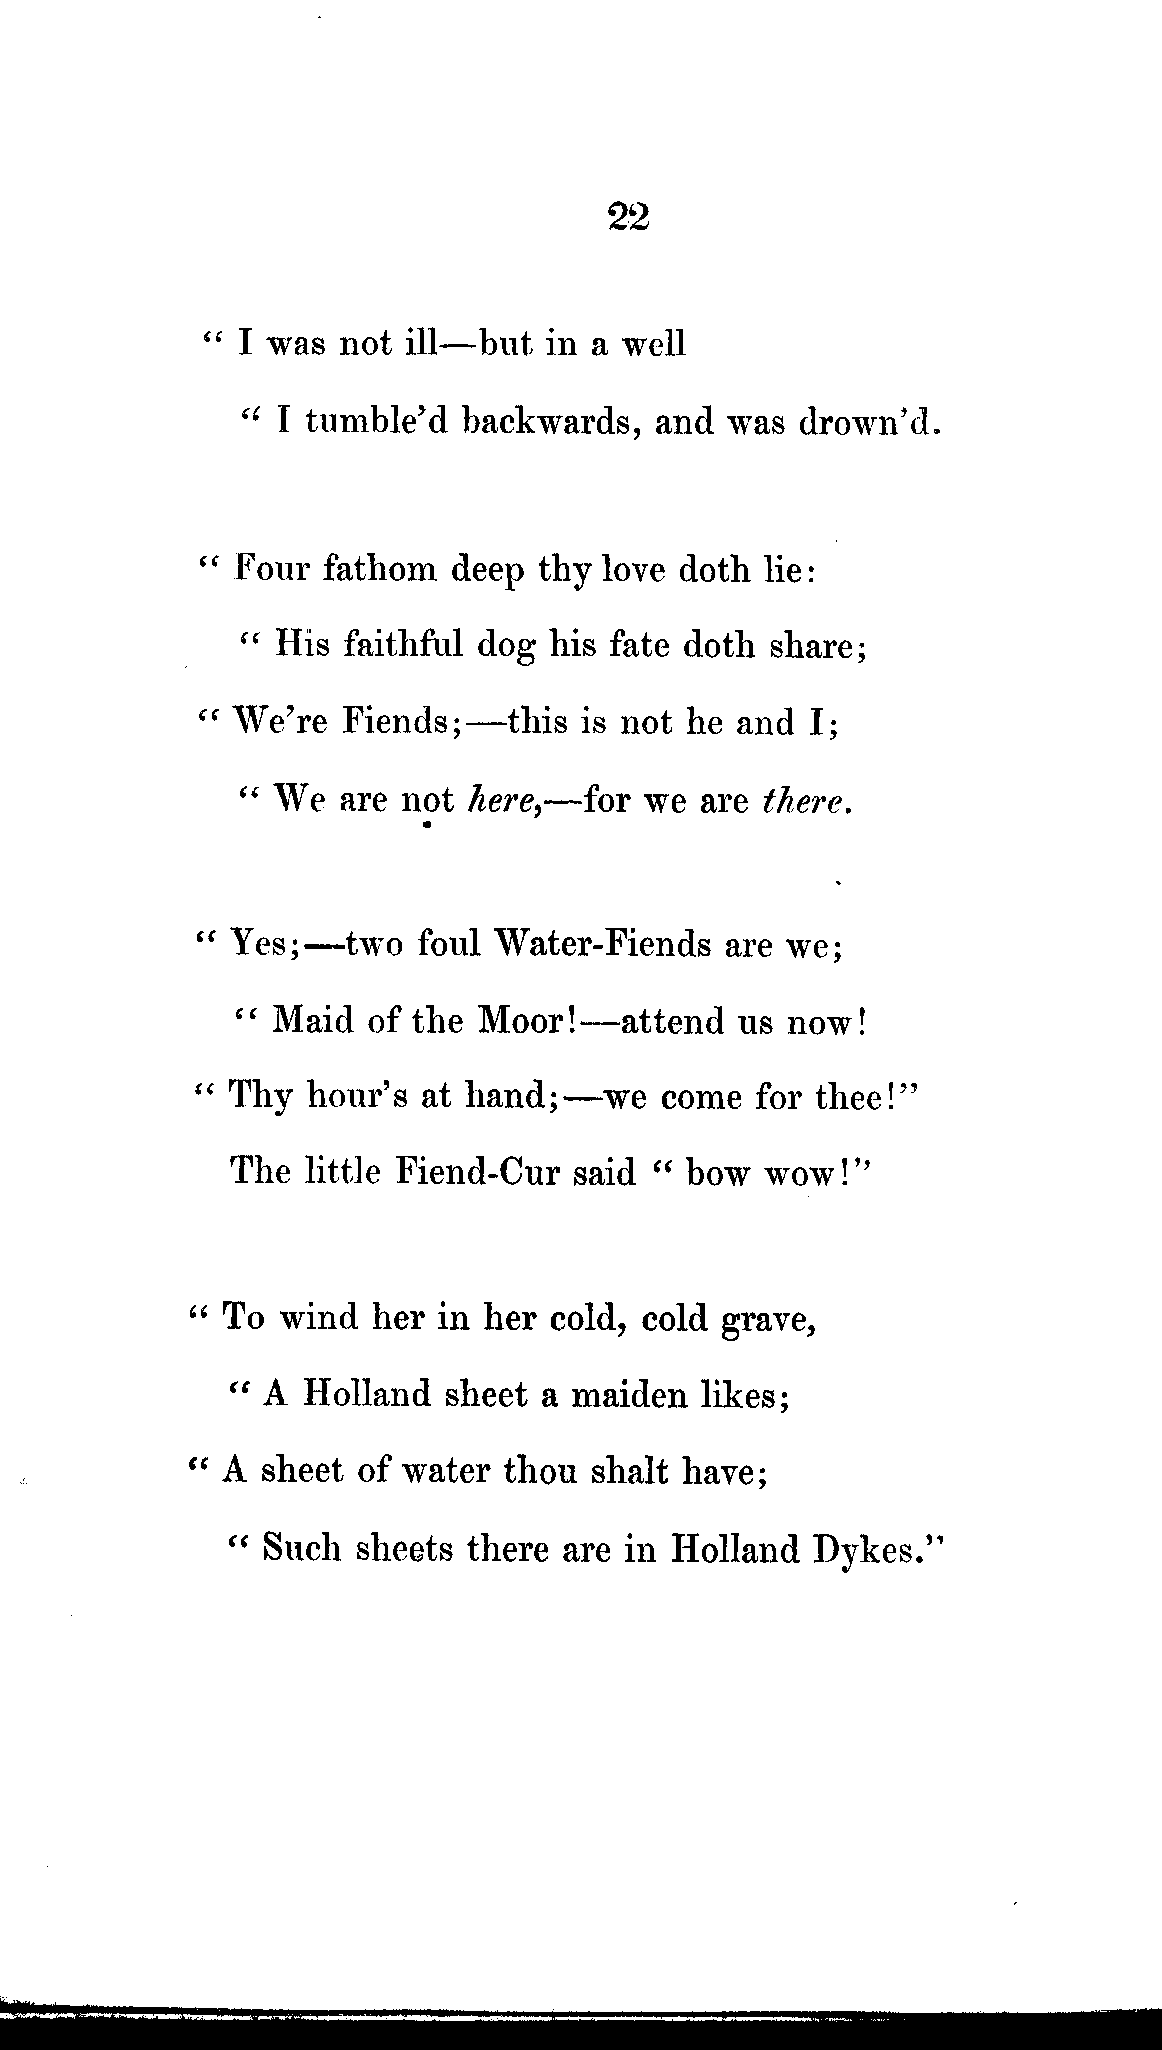 22
“ I was not ill—but in a well
“ I tumble’d backwards, and was drown’d.
“ Four fathom deep thy love doth lie:
“ His faithful dog his fate doth share;
“ We’re Fiends;—this is not he and I;
“ We are not here,—for we are there.
“ Yes;—two foul Water-Fiends are we;
“ Maid of the Moor!—attend us now!
“ Thy hour’s at hand;—we come for thee!”
The little Fiend-Cur said “ bow wow!”
“ To wind her in her cold, cold grave,
“ A Holland sheet a maiden likes;
“ A sheet of water thou shalt have;
“ Such sheets there are in Holland Dykes.”